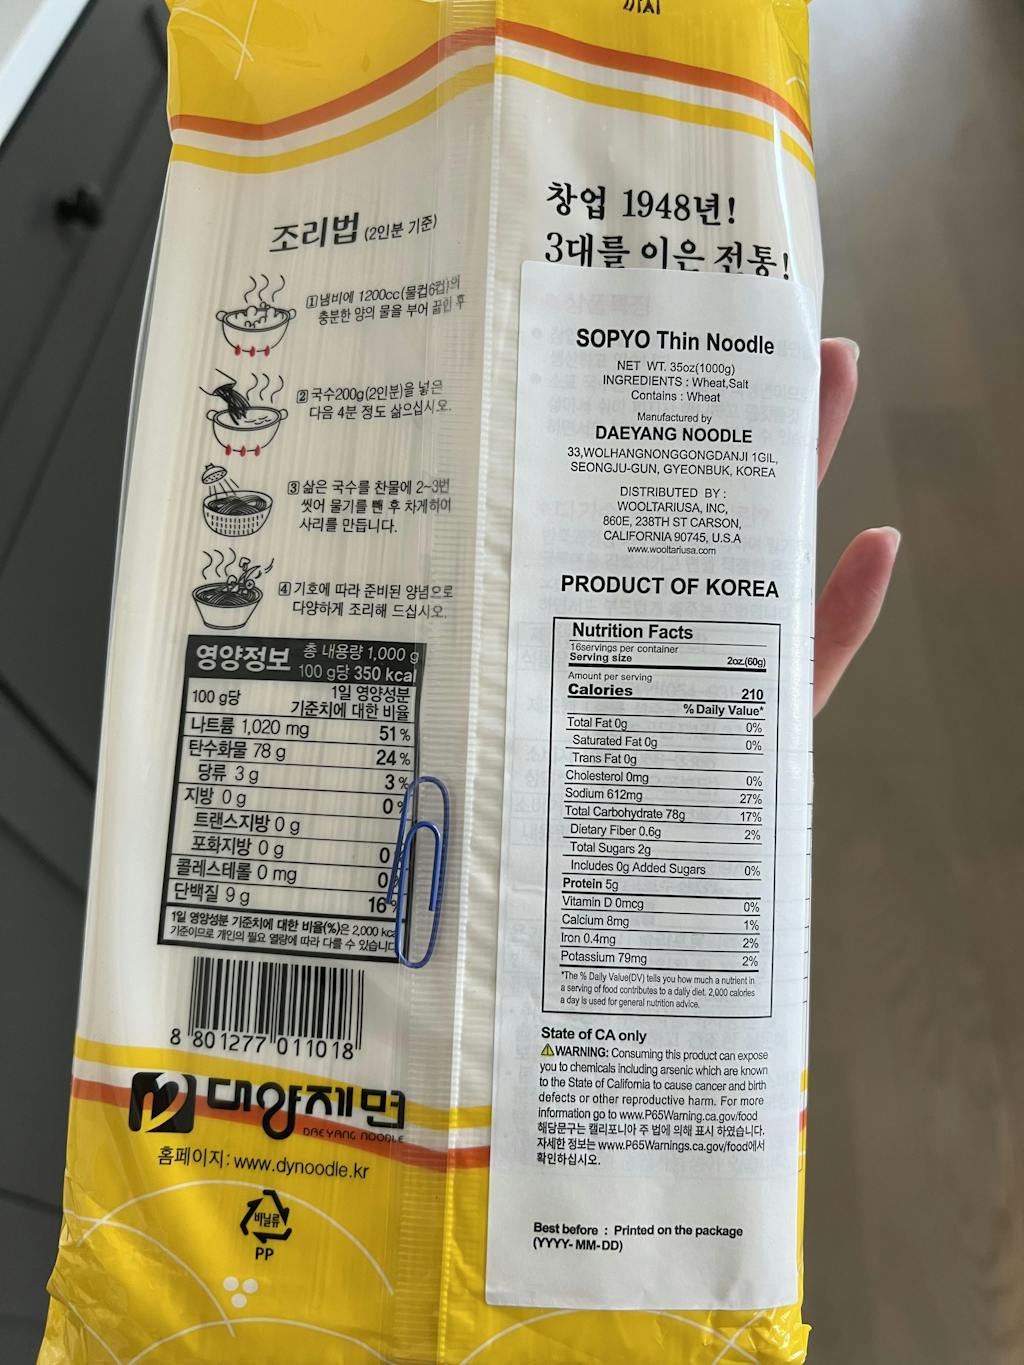 조리법 (2인분 기준)
1 냄비에 1200cc(물컵6컵)의
충분한 양의 물을 부어 끓인 후
2 국수200g(2인분)을 넣은
다음 4분 정도 삶으십시오.
3 삶은 국수를 찬물에 2~3번
씻어 물기를 뺀 후 차게하여
사리를 만듭니다.
4 기호에 따라 준비된 양념으로
다양하게 조리해 드십시오.
영양정보
총 내용량 1,000 g
100 g당 350 kcal
100 g당
1일 영양성분
기준치에 대한 비율
나트륨 1,020 mg 51 %
탄수화물 78 g 24 %
당류 3 g 3 %
지방 0 g 0 %
트랜스지방 0 g
포화지방 0 g 0
콜레스테롤 0 mg 0
단백질 9 g 16 %
1일 영양성분 기준치에 대한 비율(%)은 2,000 kca
기준이므로 개인의 필요 열량에 따라 다를 수 있습니다
8 801277 011018
대양제면
DAEYANG NOODLE
홈페이지: www.dynoodle.kr
비닐류
PP
창업 1948년!
3대를 이은 전통!
SOPYO Thin Noodle
NET WT. 35oz(1000g)
INGREDIENTS : Wheat,Salt
Contains : Wheat
Manufactured by
DAEYANG NOODLE
33,WOLHANGNONGGONGDANJI 1GIL,
SEONGJU-GUN, GYEONBUK, KOREA
DISTRIBUTED BY :
WOOLTARIUSA, INC,
860E, 238TH ST CARSON,
CALIFORNIA 90745, U.S.A
www.wooltariusa.com
PRODUCT OF KOREA
Nutrition Facts
16servings per container
Serving size 2oz.(60g)
Amount per serving
Calories 210
% Daily Value*
Total Fat 0g 0%
Saturated Fat 0g 0%
Trans Fat 0g
Cholesterol 0mg 0%
Sodium 612mg 27%
Total Carbohydrate 78g 17%
Dietary Fiber 0.6g 2%
Total Sugars 2g
Includes 0g Added Sugars 0%
Protein 5g
Vitamin D 0mcg 0%
Calcium 8mg 1%
Iron 0.4mg 2%
Potassium 79mg 2%
*The % Daily Value(DV) tells you how much a nutrient in
a serving of food contributes to a daily diet. 2,000 calories
a day is used for general nutrition advice.
State of CA only
WARNING: Consuming this product can expose
you to chemicals including arsenic which are known
to the State of California to cause cancer and birth
defects or other reproductive harm. For more
information go to www.P65Warning.ca.gov/food
해당문구는 캘리포니아 주 법에 의해 표시 하였습니다.
자세한 정보는 www.P65Warnings.ca.gov/food에서
확인하십시오.
Best before : Printed on the package
(YYYY-MM-DD)